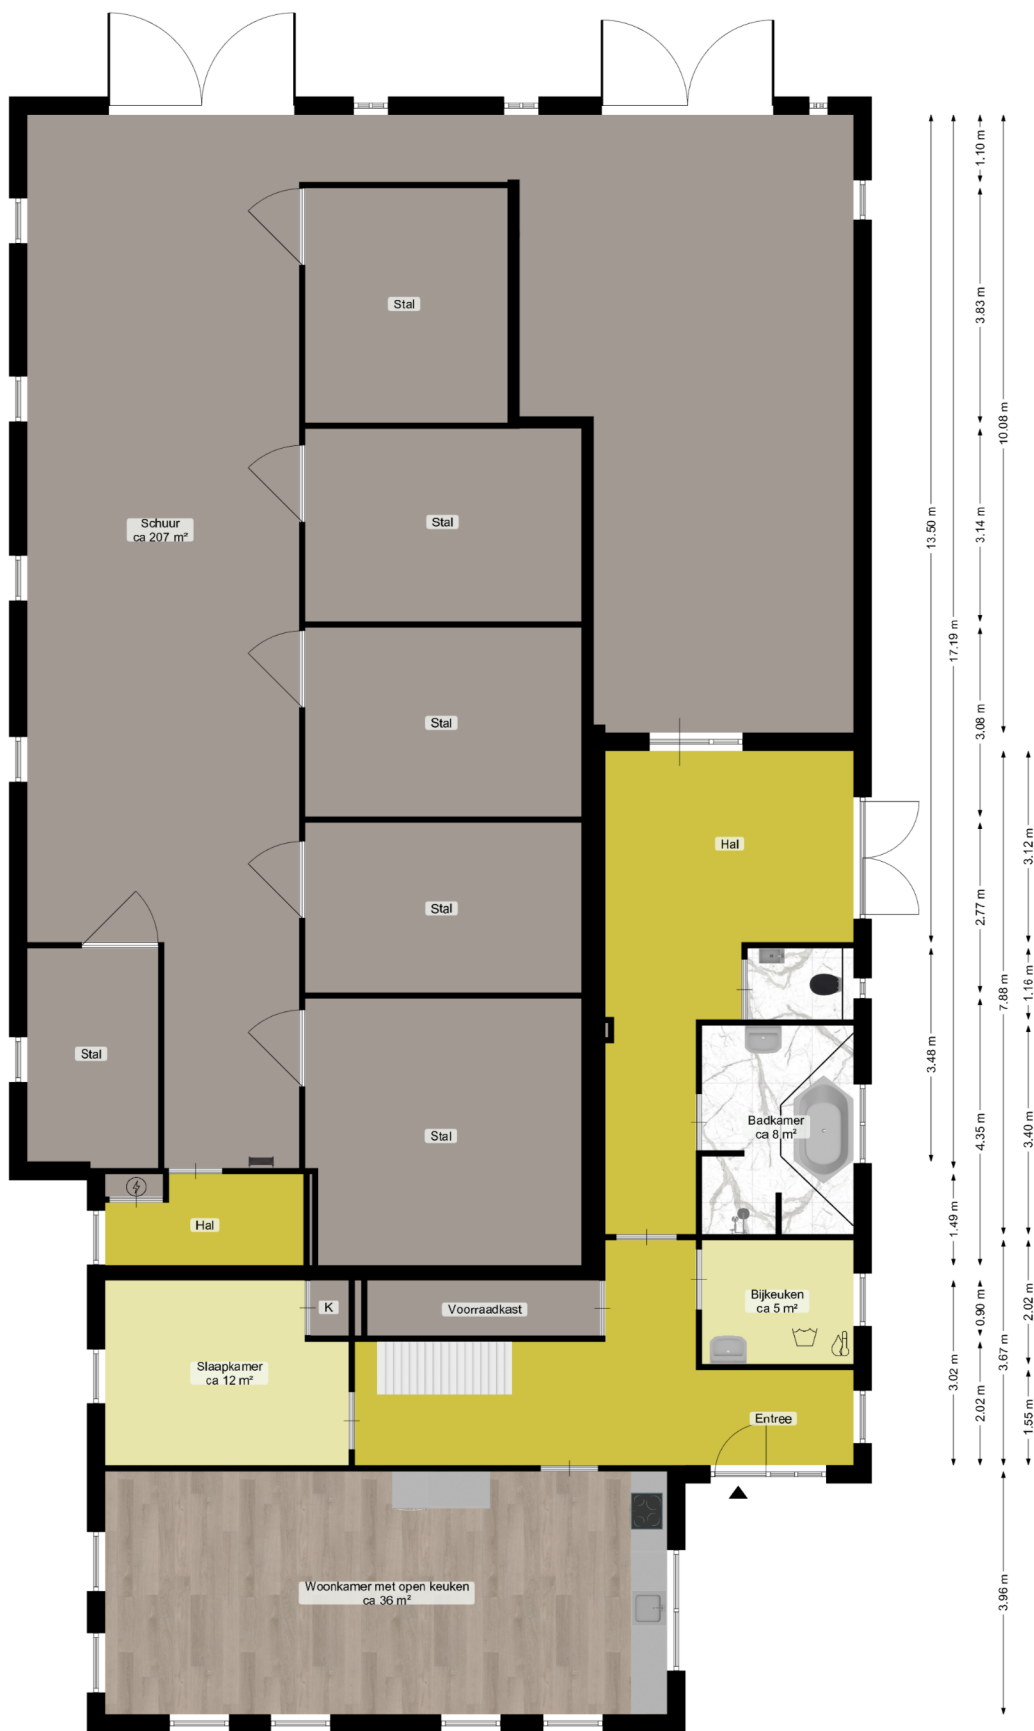 1.10 m
Stal
3.83 m
10.08 m
Schuur
ca 207 m²
Stal
13.50 m
3.14 m
17.19 m
Stal
3.08 m
Hal
3.12 m
Stal
2.77 m
7.88 m
1.16 m
Stal
3.48 m
Badkamer
ca 8 m²
Stal
4.35 m
3.40 m
Hal
1.49 m
K
Voorraadkast
Bijkeuken
ca 5 m²
0.90 m
2.02 m
Slaapkamer
ca 12 m²
3.02 m
3.67 m
2.02 m
Entree
1.55 m
Woonkamer met open keuken
ca 36 m²
3.96 m